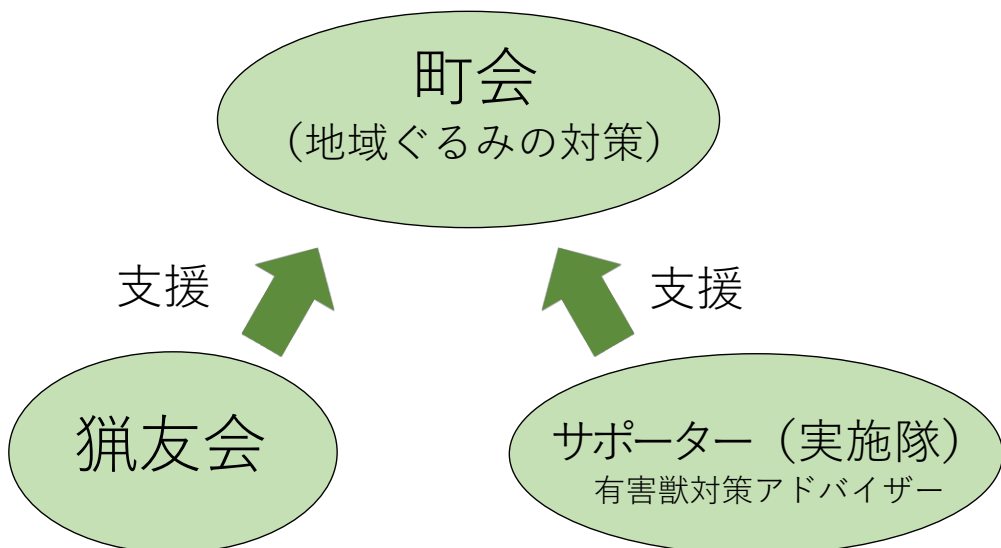 町会
（地域ぐるみの対策）
支援
支援
猟友会
サポーター（実施隊）
有害獣対策アドバイザー